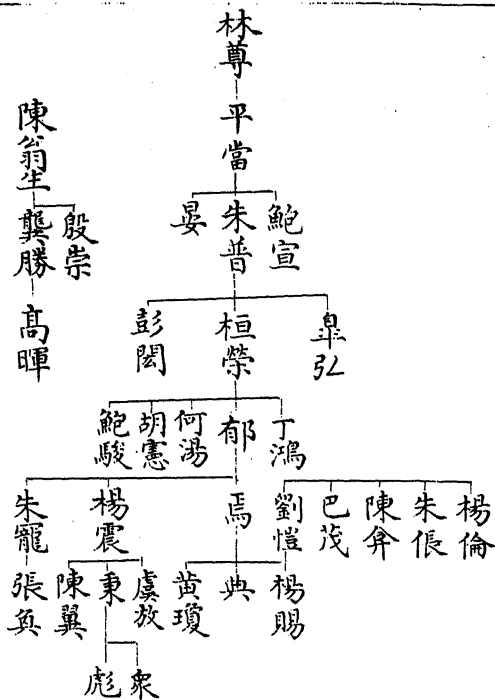 林尊
平當
鮑宣
朱普
晏
陳翁生
殷崇
龔勝
髙暉
皐弘
桓榮
彭閎
丁鴻
郁
何湯
胡憲
鮑駿
楊倫
朱倀
陳弇
巴茂
劉愷
焉
楊震
朱寵
楊賜
典
黄瓊
虞放
秉
陳翼
張奐
衆
彪